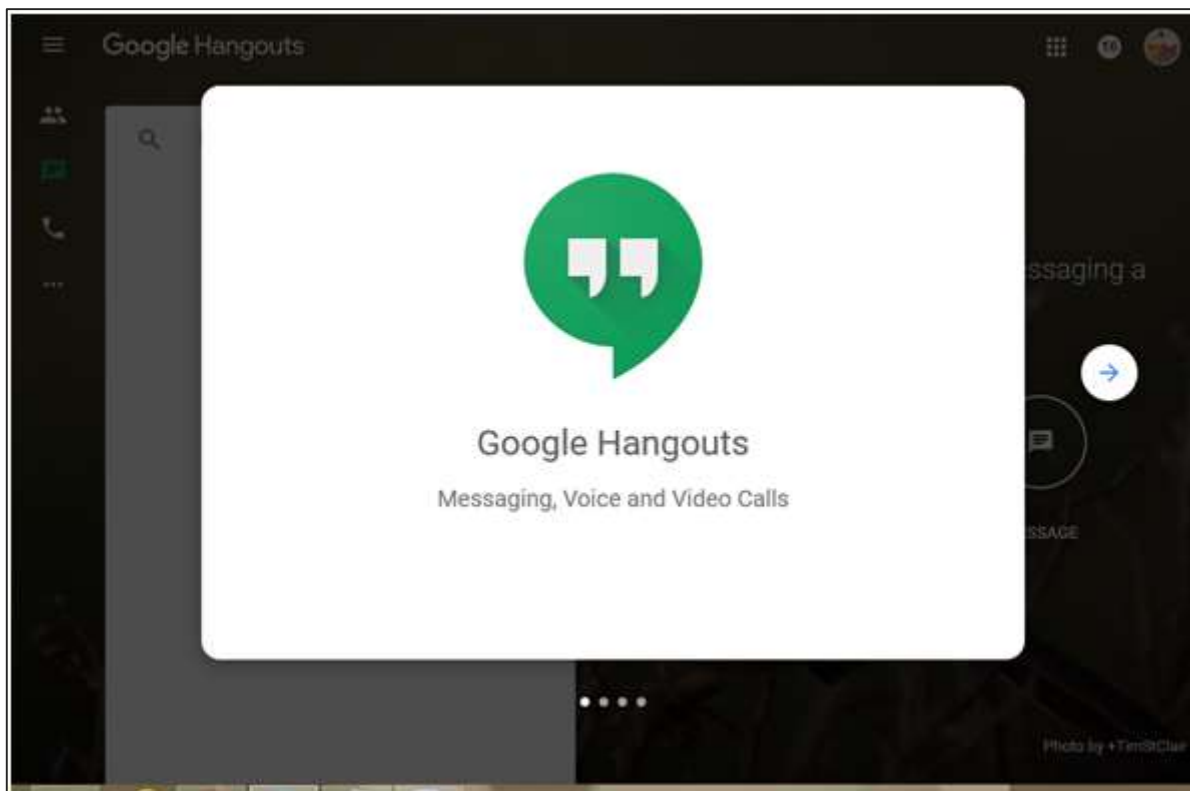 Google Hangouts
ssaging a
Google Hangouts
Messaging, Voice and Video Calls
SSAGE
Photo by +TimStClair